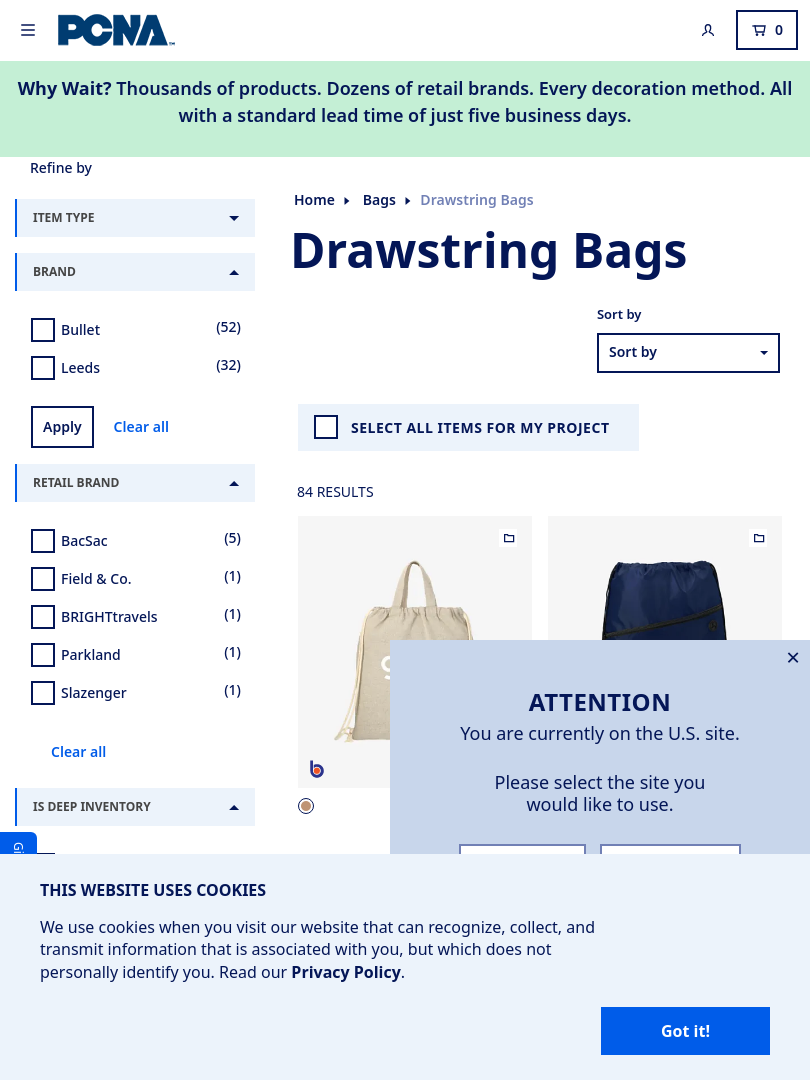 PCNA
0
Why Wait? Thousands of products. Dozens of retail brands. Every decoration method. All
with a standard lead time of just five business days.
Refine by
ITEM TYPE
BRAND
Bullet (52)
Leeds (32)
Apply Clear all
RETAIL BRAND
BacSac (5)
Field & Co. (1)
BRIGHTtravels (1)
Parkland (1)
Slazenger (1)
Clear all
IS DEEP INVENTORY
Home Bags Drawstring Bags
Drawstring Bags
Sort by
Sort by
SELECT ALL ITEMS FOR MY PROJECT
84 RESULTS
b
×
ATTENTION
You are currently on the U.S. site.
Please select the site you
would like to use.
THIS WEBSITE USES COOKIES
We use cookies when you visit our website that can recognize, collect, and
transmit information that is associated with you, but which does not
personally identify you. Read our Privacy Policy.
Got it!